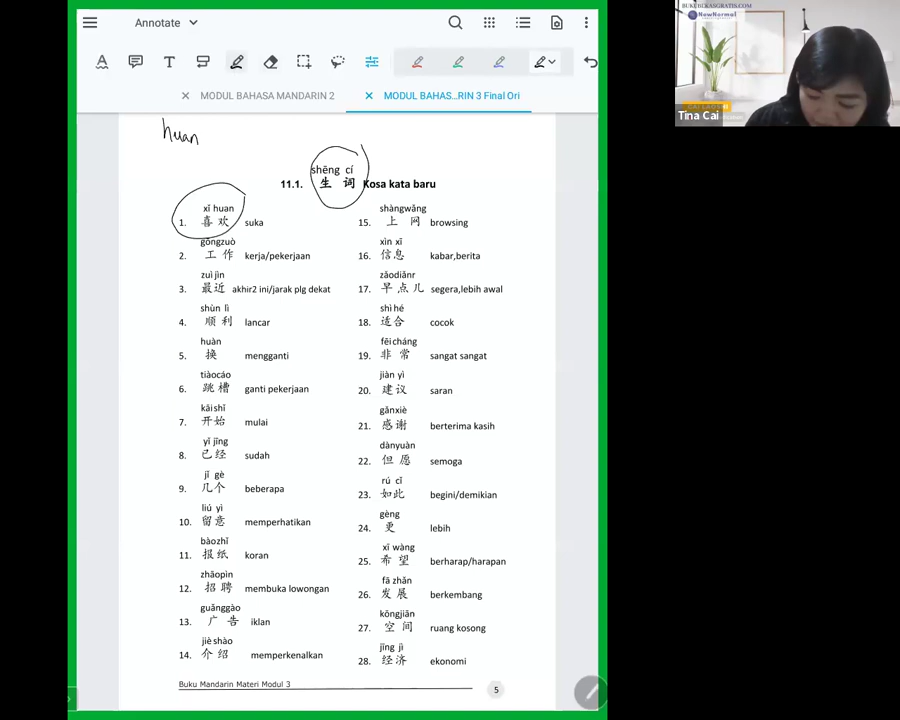 Annotate
MODUL BAHASA MANDARIN 2
MODUL BAHAS...RIN 3 Final Ori
BUKUBEKASGRATIS.COM
NewNormal
Tina Cai
huan
shēng cí
11.1. 生 词 Kosa kata baru
xǐ huan
1. 喜 欢 suka
gōngzuò
2. 工 作 kerja/pekerjaan
zuì jìn
3. 最近 akhir2 ini/jarak plg dekat
shùn lì
4. 顺 利 lancar
huàn
5. 换 mengganti
tiàocáo
6. 跳 槽 ganti pekerjaan
kāishǐ
7. 开始 mulai
yǐ jīng
8. 已经 sudah
jǐ gè
9. 几个 beberapa
liú yì
10. 留意 memperhatikan
bàozhǐ
11. 报 纸 koran
zhāopìn
12. 招 聘 membuka lowongan
guǎnggào
13. 广 告 iklan
jiè shào
14. 介 绍 memperkenalkan
shàngwǎng
15. 上 网 browsing
xìn xī
16. 信息 kabar,berita
zǎodiǎnr
17. 早 点 儿 segera,lebih awal
shì hé
18. 适合 cocok
fēi cháng
19. 非 常 sangat sangat
jiàn yì
20. 建议 saran
gǎnxiè
21. 感谢 berterima kasih
dànyuàn
22. 但 愿 semoga
rú cǐ
23. 如此 begini/demikian
gèng
24. 更 lebih
xī wàng
25. 希 望 berharap/harapan
fā zhǎn
26. 发 展 berkembang
kōngjiān
27. 空 间 ruang kosong
jīng jì
28. 经济 ekonomi
Buku Mandarin Materi Modul 3
5